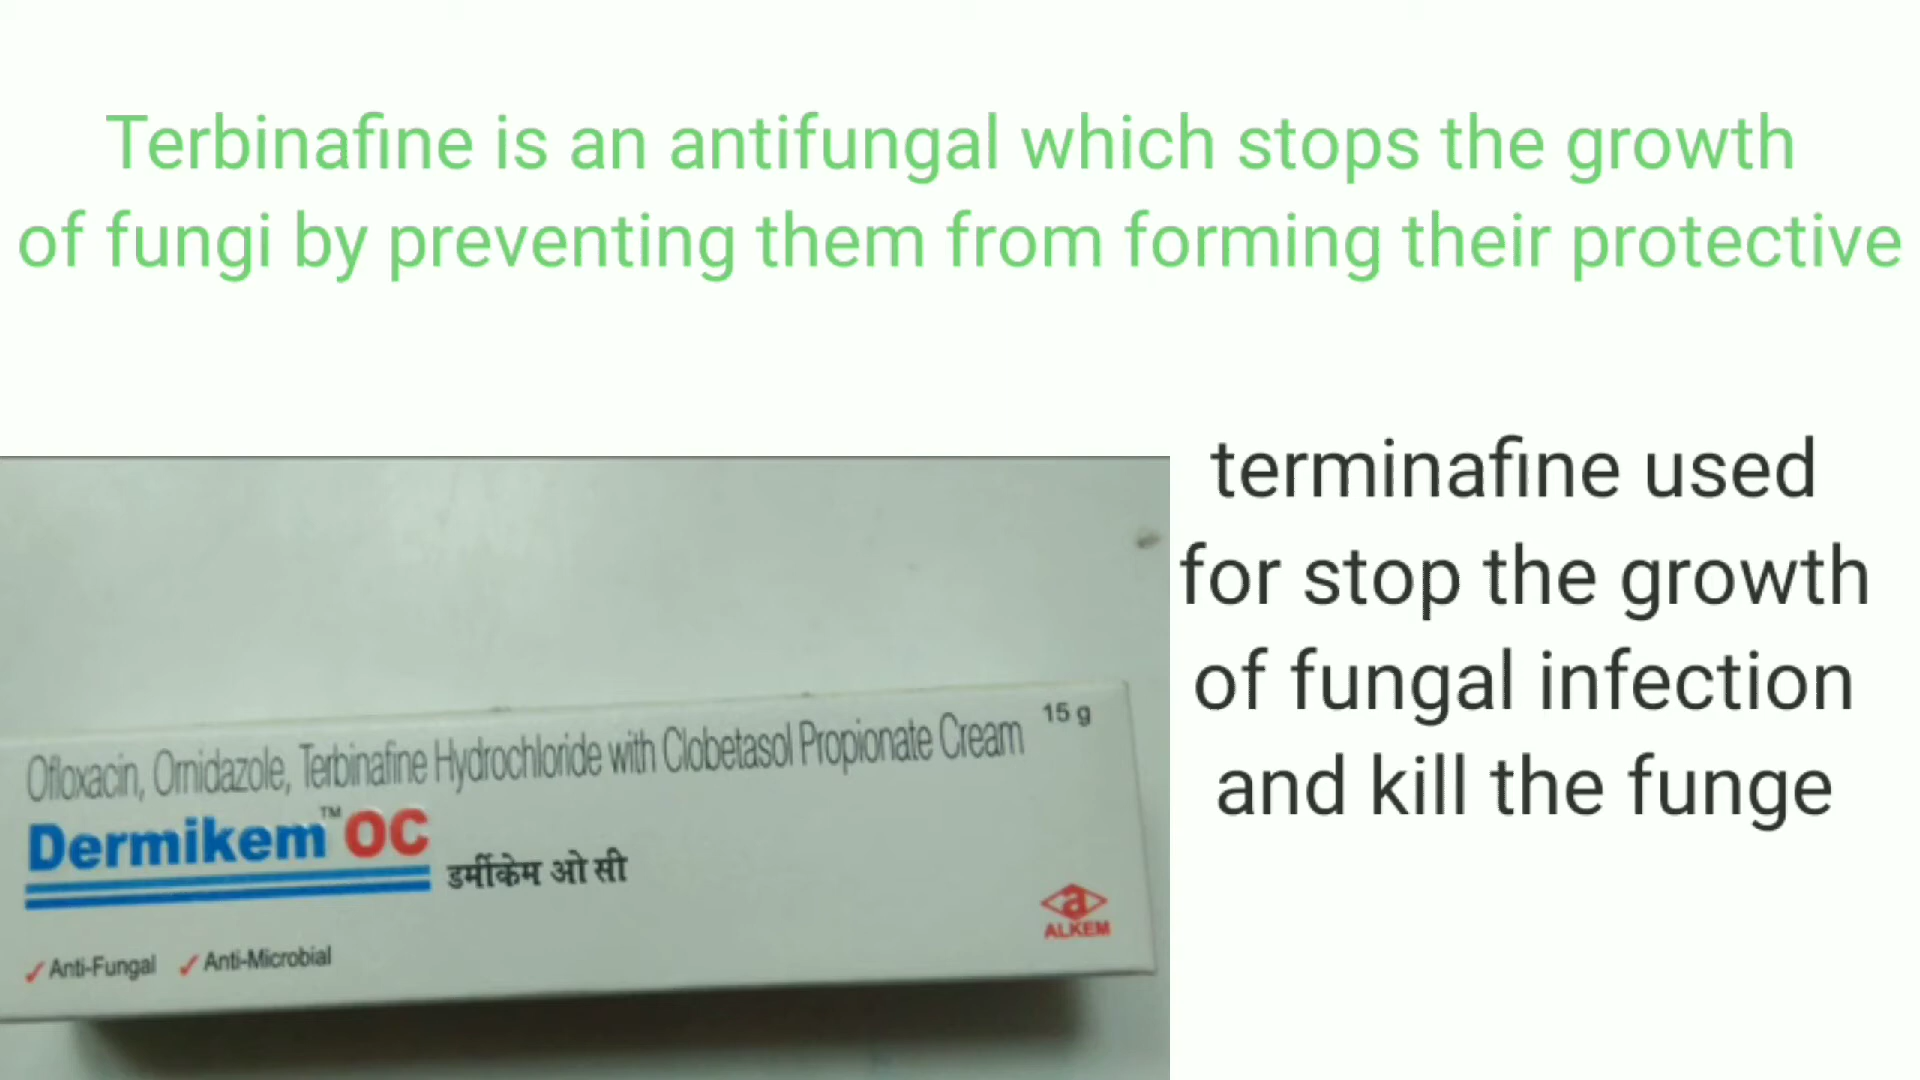 Terbinafine is an antifungal which stops the growth
of fungi by preventing them from forming their protective
terminafine used
for stop the growth
of fungal infection
and kill the funge
Ofloxacin, Ornidazole, Terbinafine Hydrochloride with Clobetasol Propionate Cream 15 g
Dermikem™ OC
डर्मीकेम ओ सी
ALKEM
✓Anti-Fungal ✓Anti-Microbial